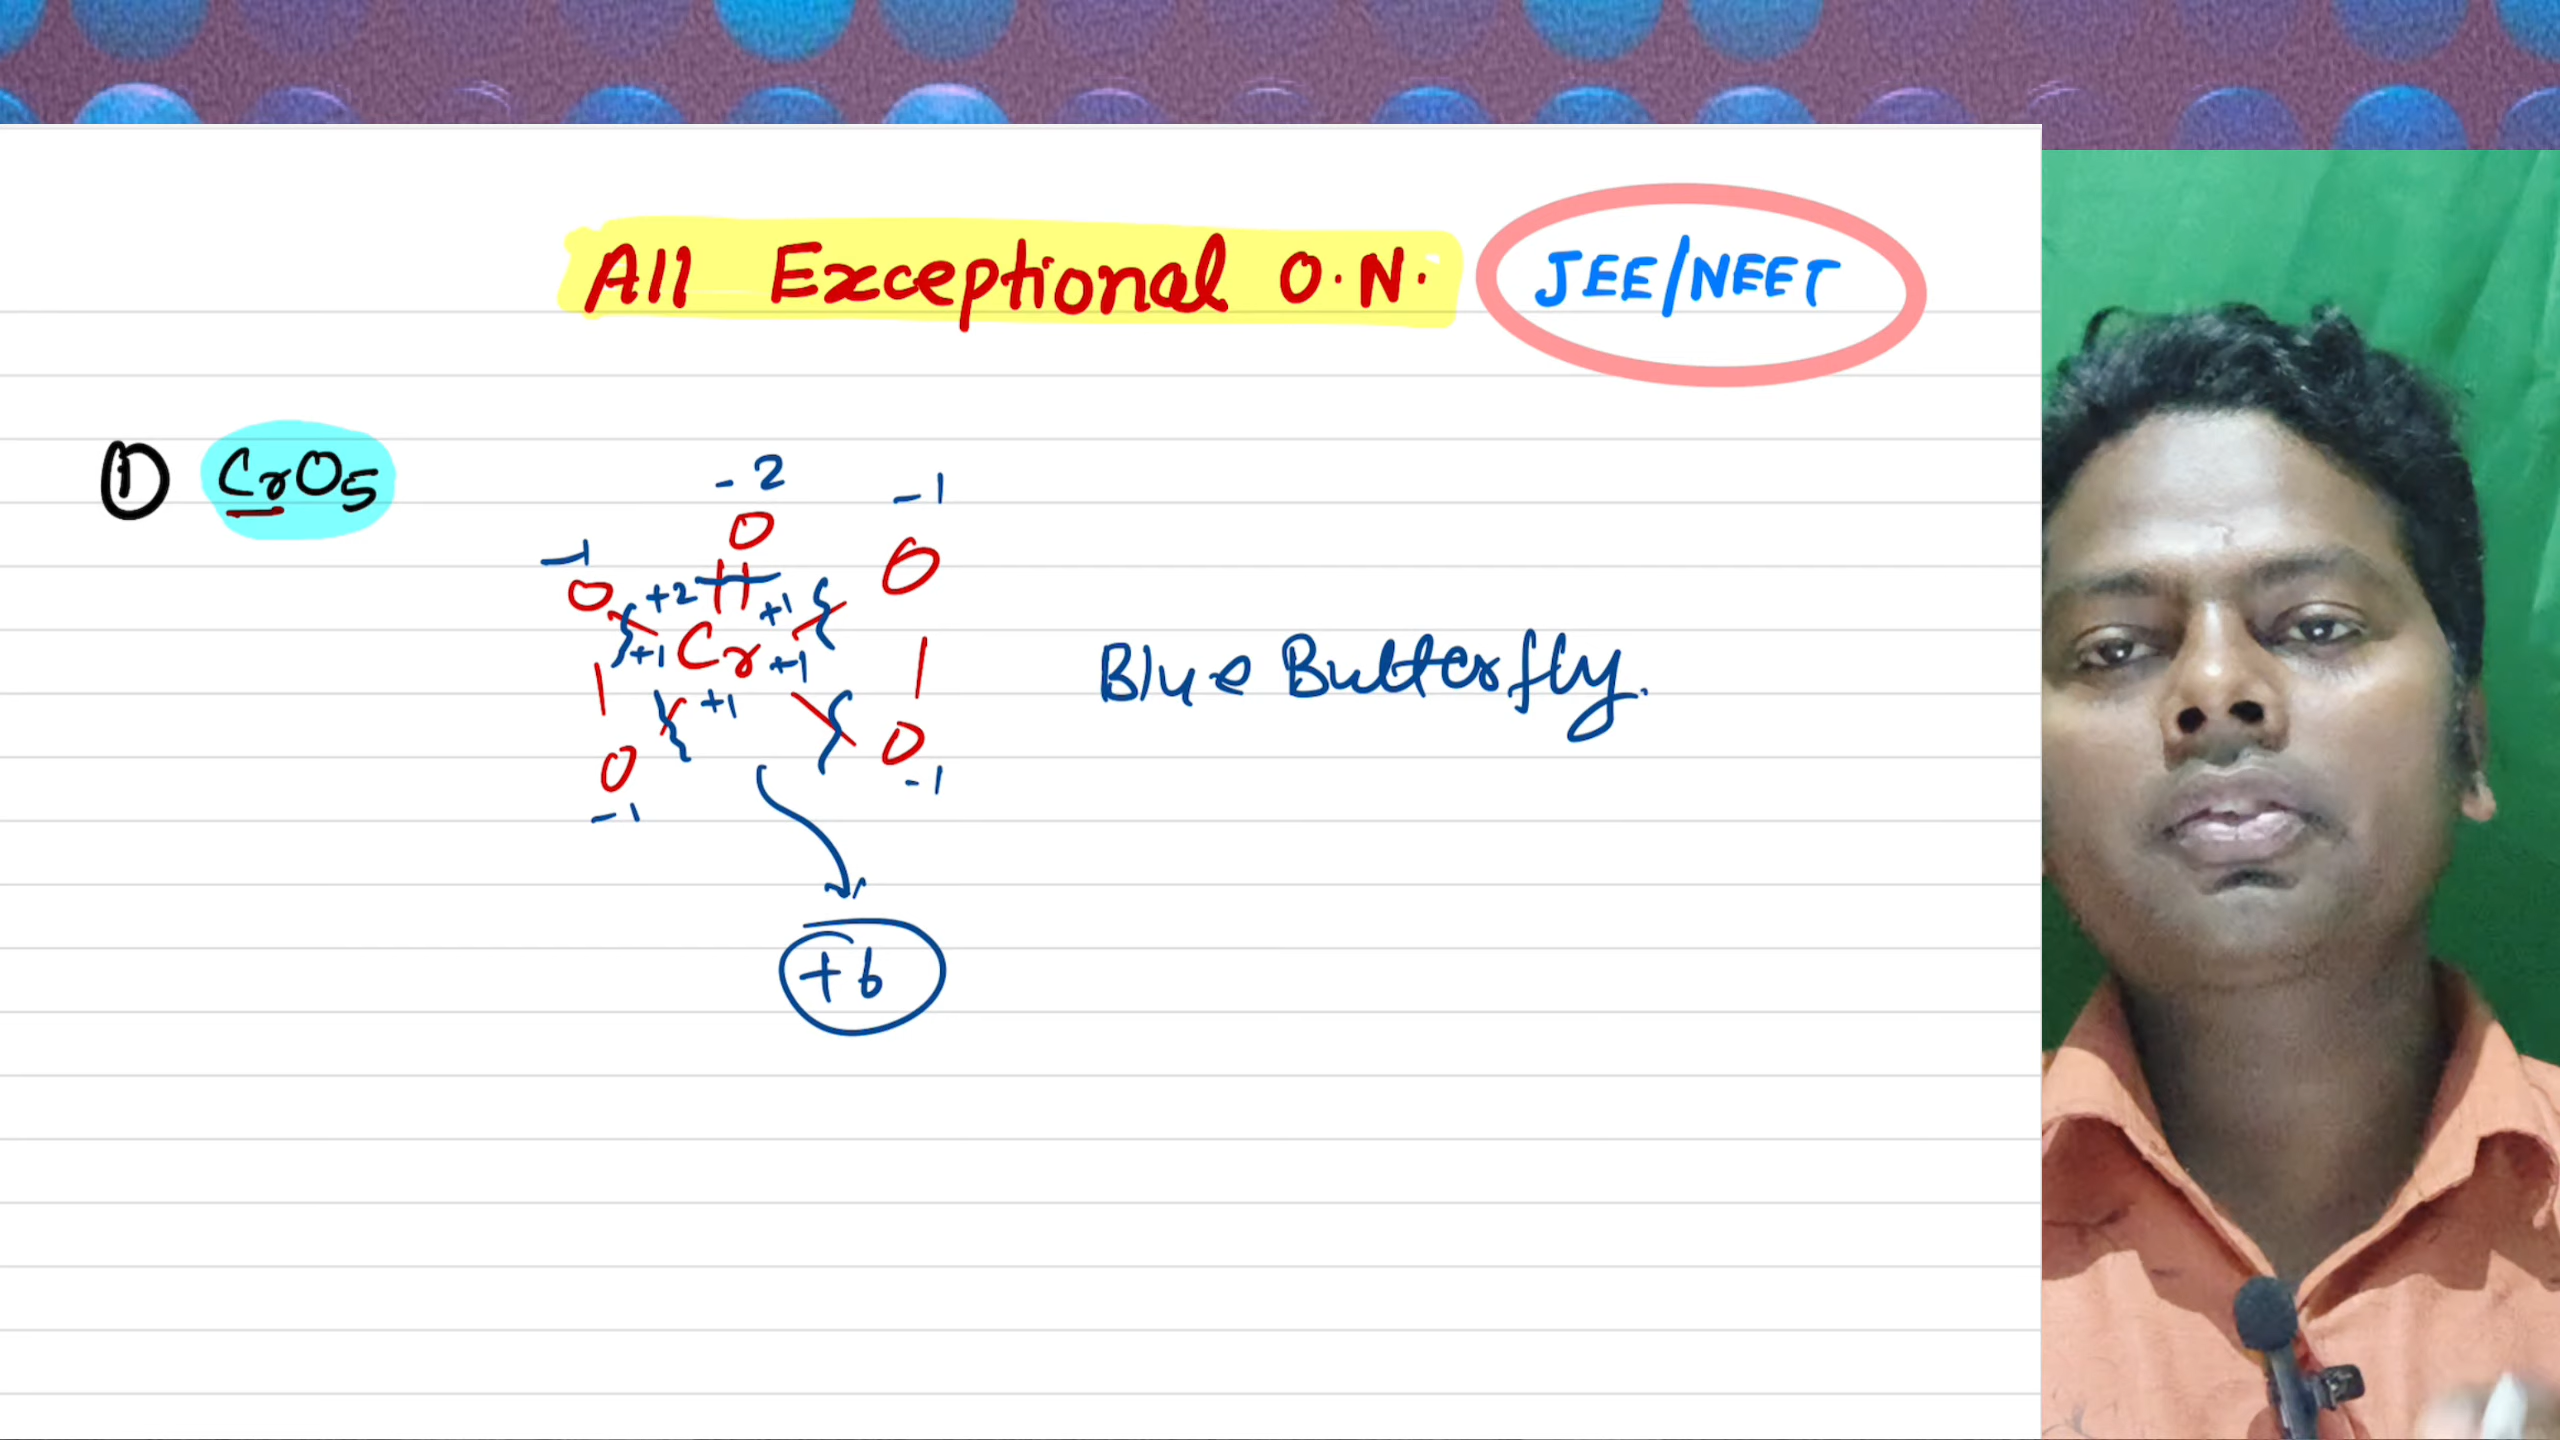 All Exceptional O.N. JEE/NEET
① CrO5
-2
-1
O
-1
O
O
+2
+1
Cr
+1
+1
Blue Butterfly.
+1
O
O
-1
-1
+6